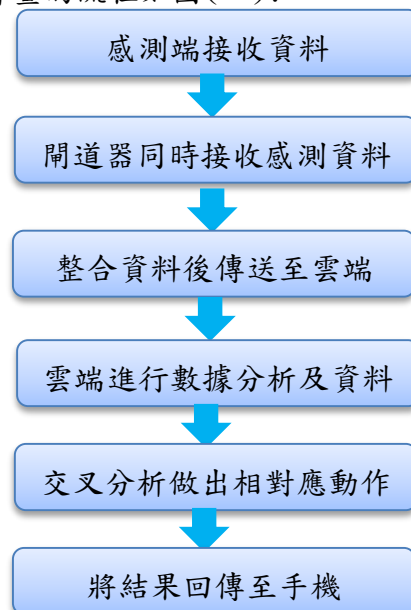 感測端接收資料
閘道器同時接收感測資料
整合資料後傳送至雲端
雲端進行數據分析及資料
交叉分析做出相對應動作
將結果回傳至手機